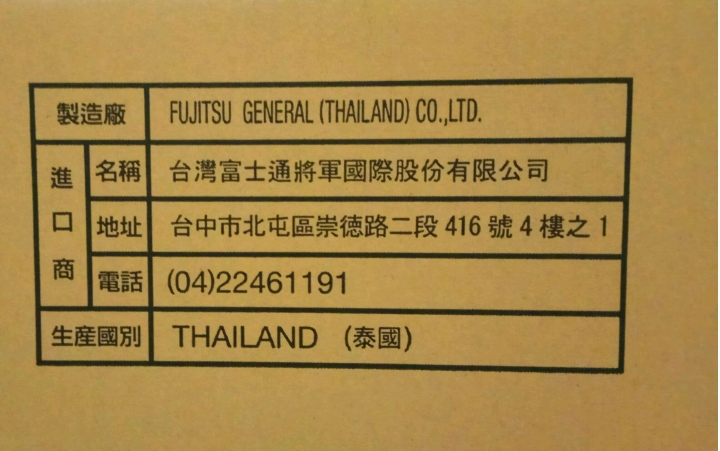 製造廠 FUJITSU GENERAL (THAILAND) CO.,LTD.
進口商 名稱 台灣富士通將軍國際股份有限公司
地址 台中市北屯區崇德路二段 416 號 4 樓之 1
電話 (04)22461191
生產國別 THAILAND (泰國)